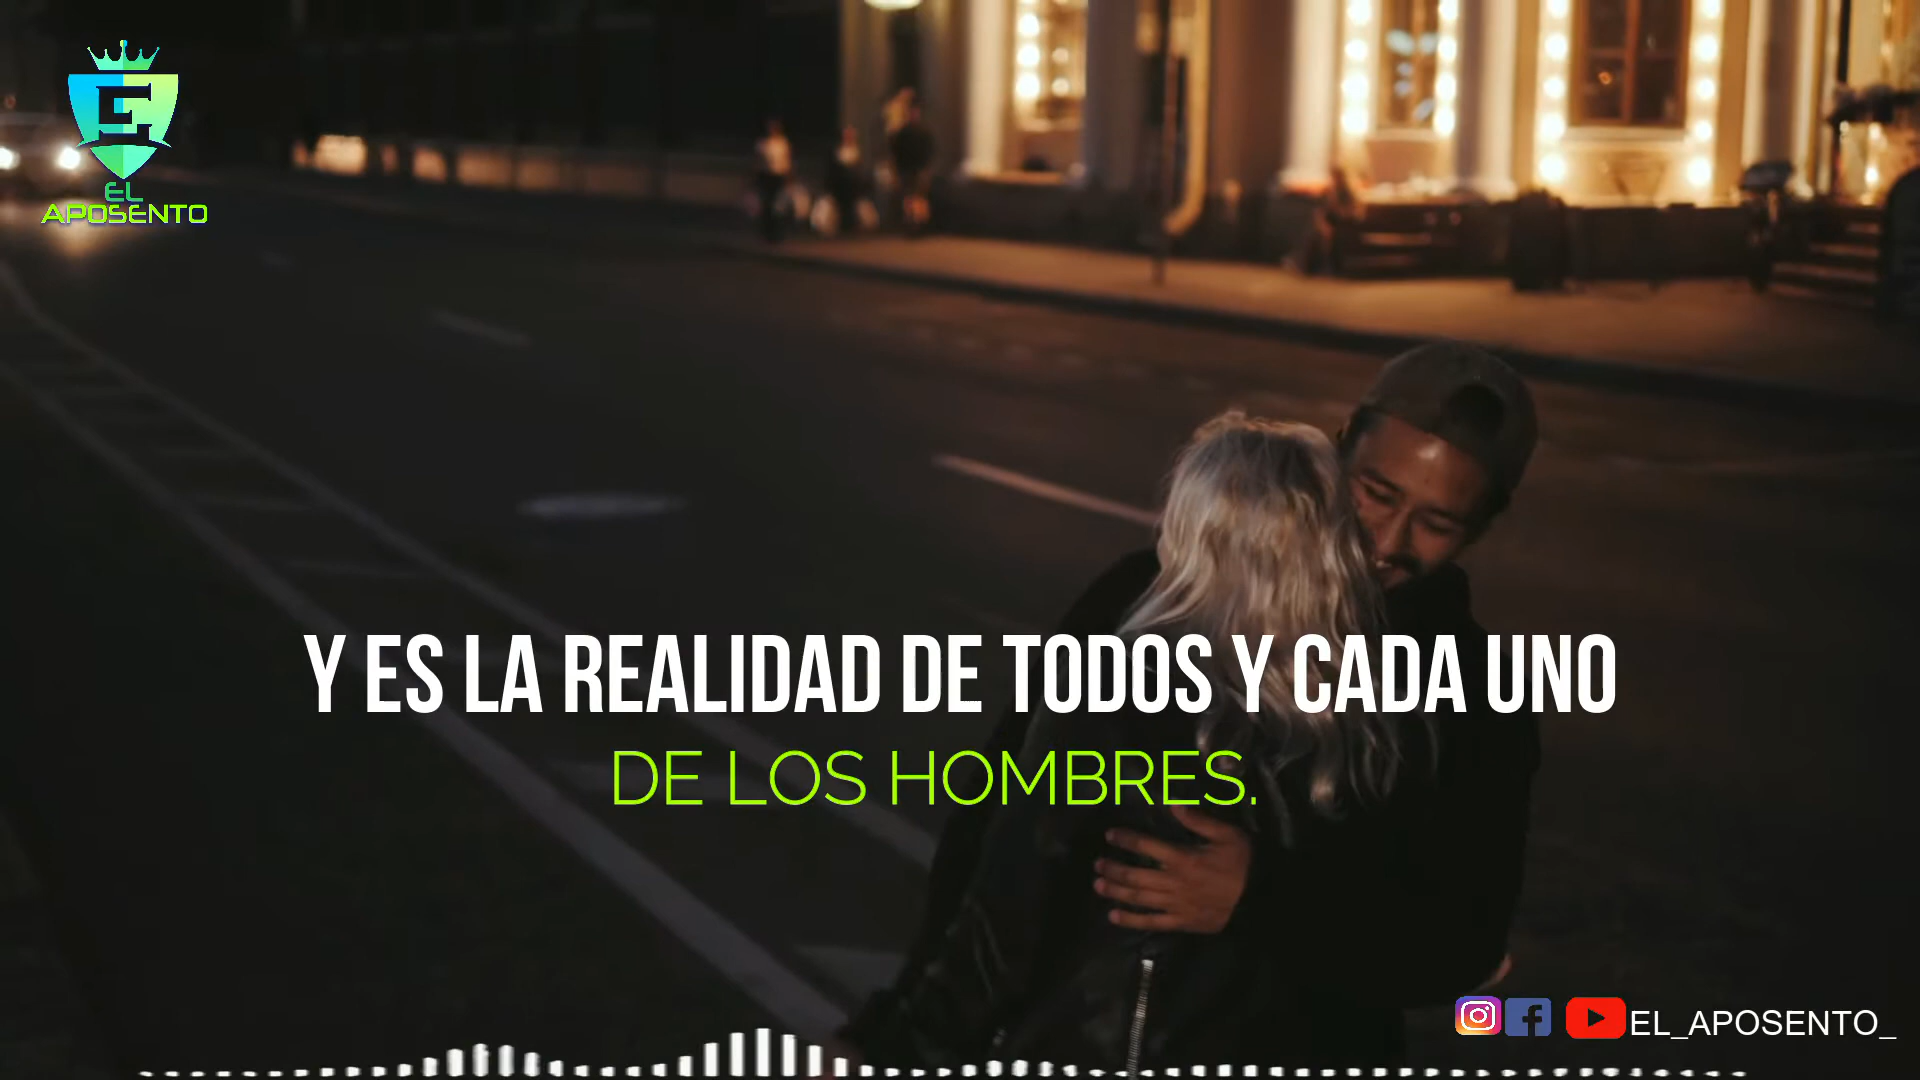 EL
APOSENTO
Y ES LA REALIDAD DE TODOS Y CADA UNO
DE LOS HOMBRES.
EL_APOSENTO_